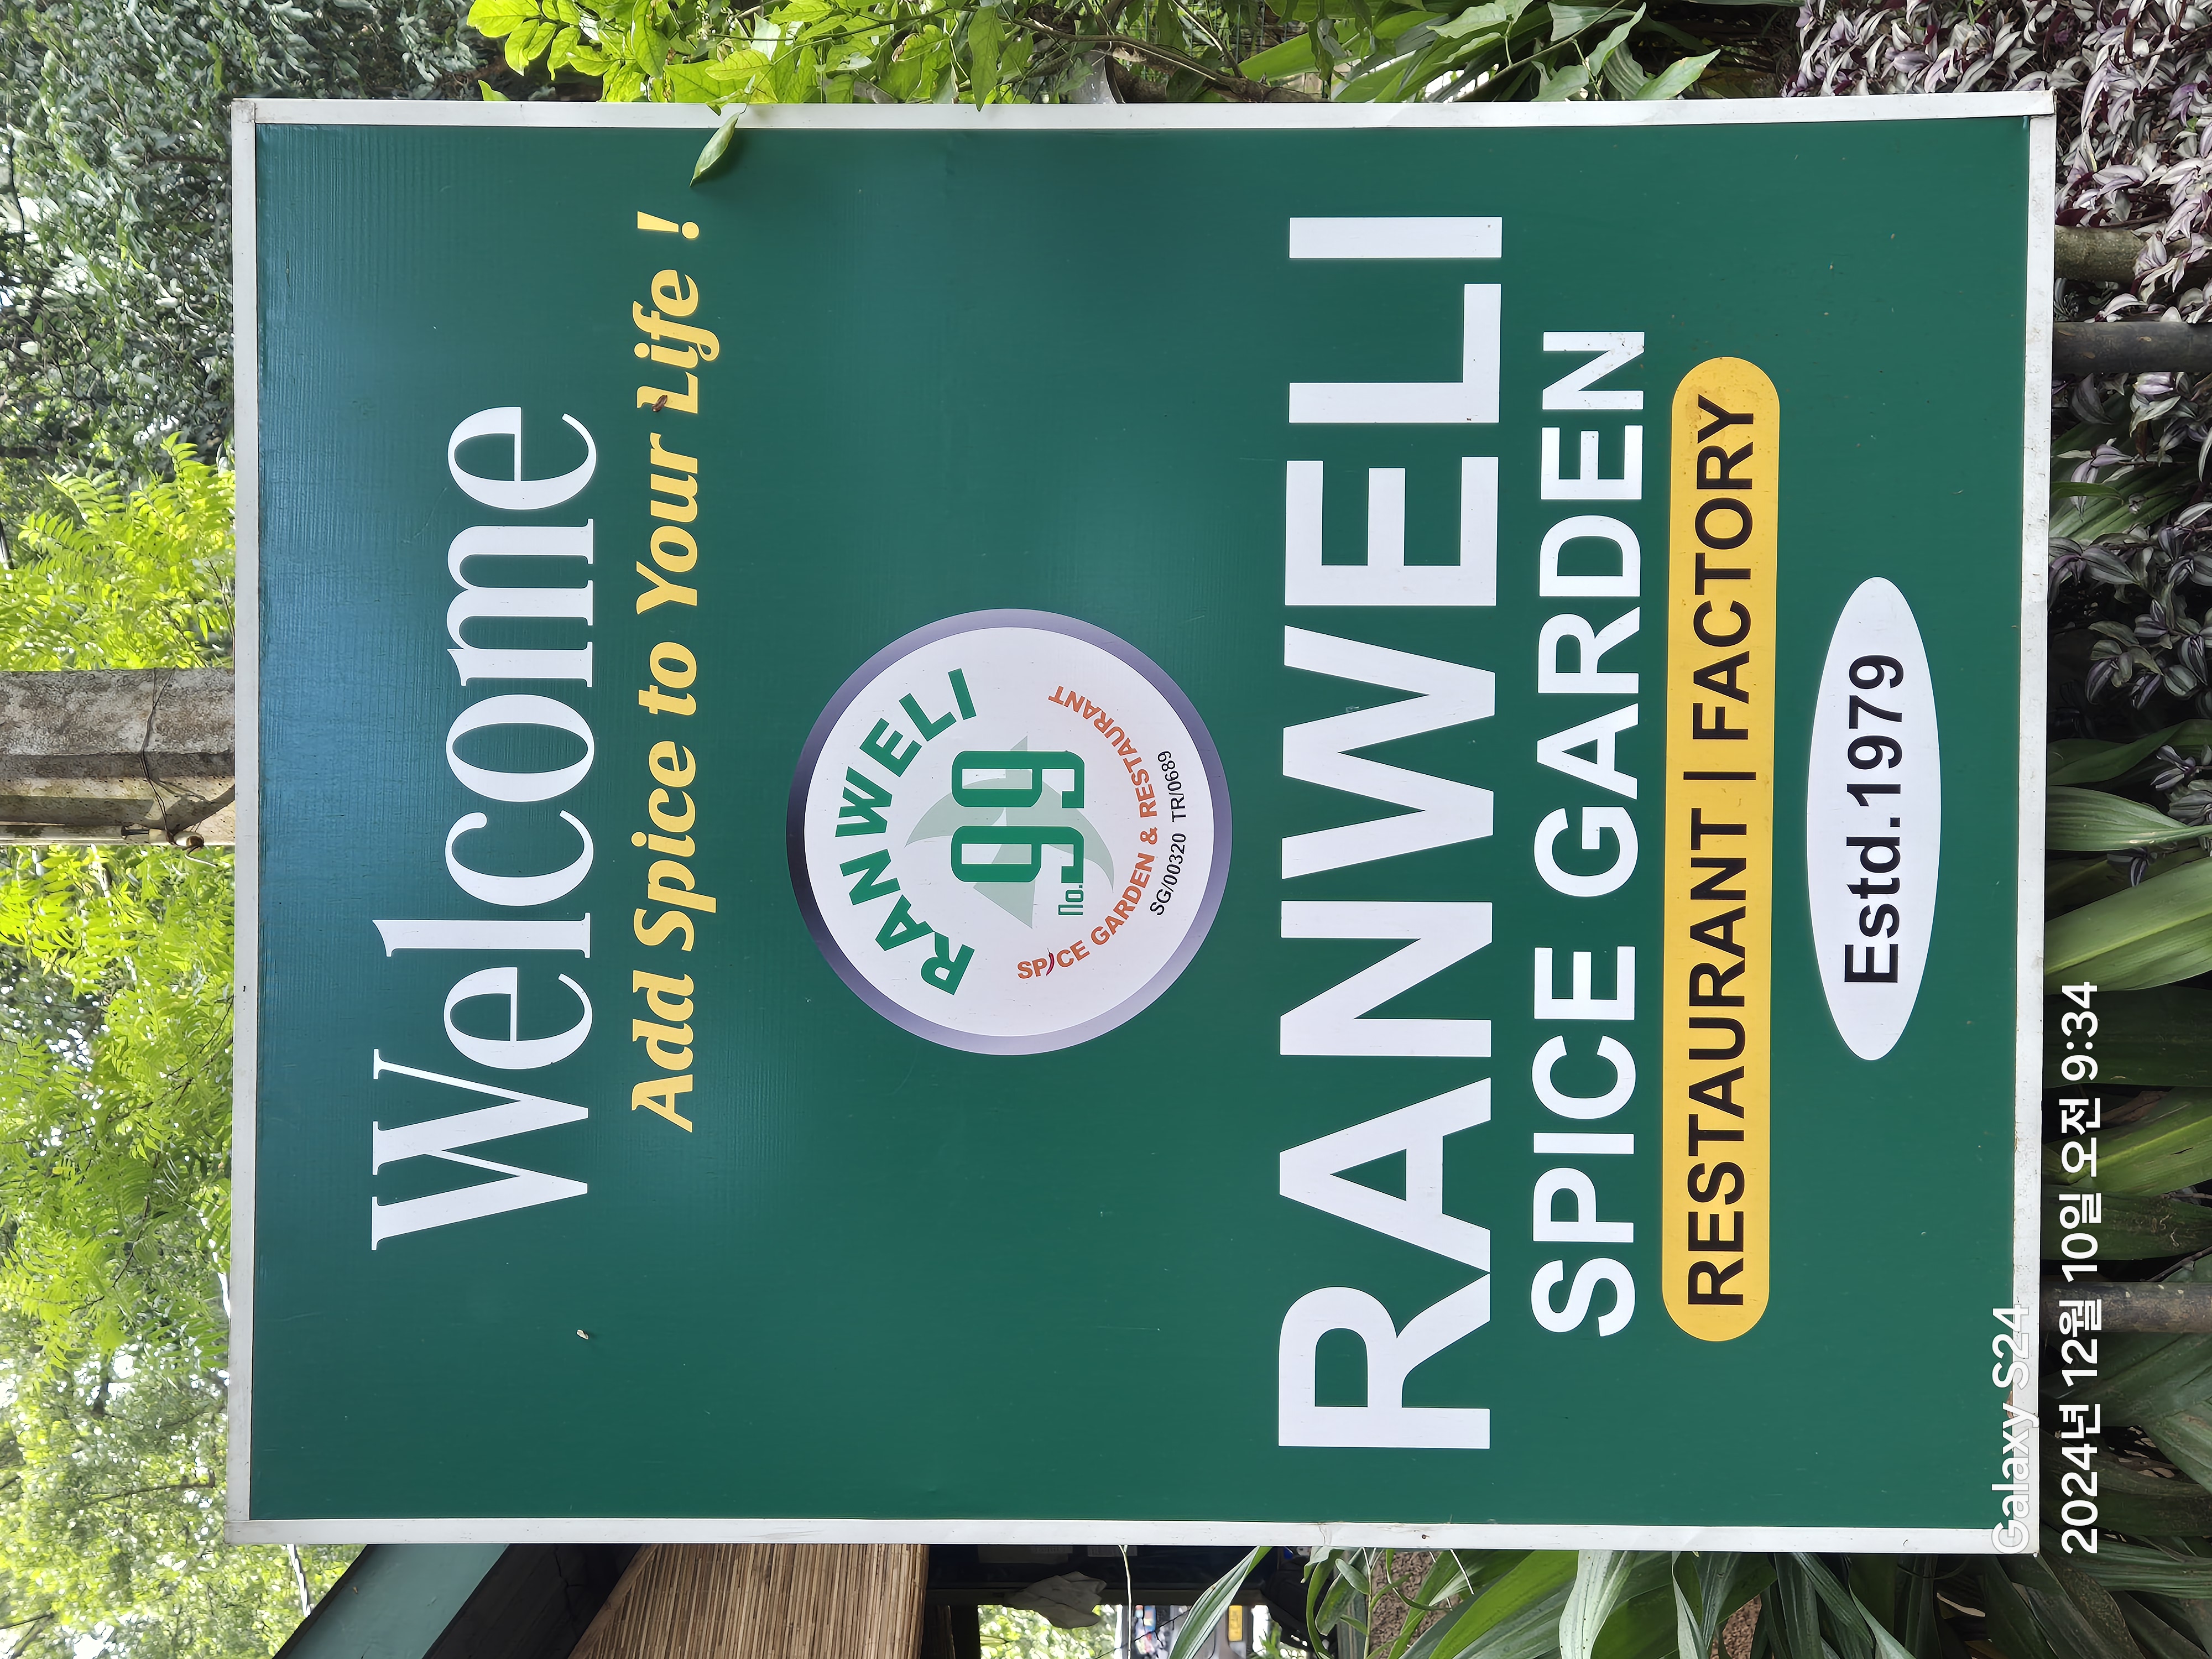 Welcome
Add Spice to Your Life !
RANWELI
no. 99
SPICE GARDEN & RESTAURANT
SG/00320 TR/0689
RANWELI
SPICE GARDEN
RESTAURANT | FACTORY
Estd.1979
Galaxy S24
2024년 12월 10일 오전 9:34